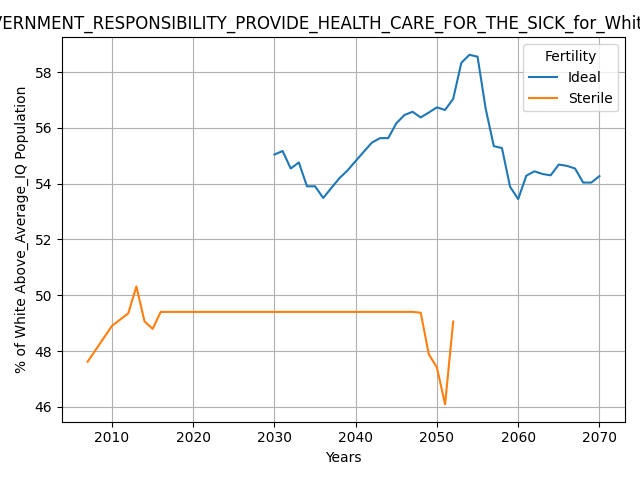 VERNMENT_RESPONSIBILITY_PROVIDE_HEALTH_CARE_FOR_THE_SICK_for_Whit
Fertility
Ideal
Sterile
% of White Above_Average_IQ Population
58
56
54
52
50
48
46
2010 2020 2030 2040 2050 2060 2070
Years